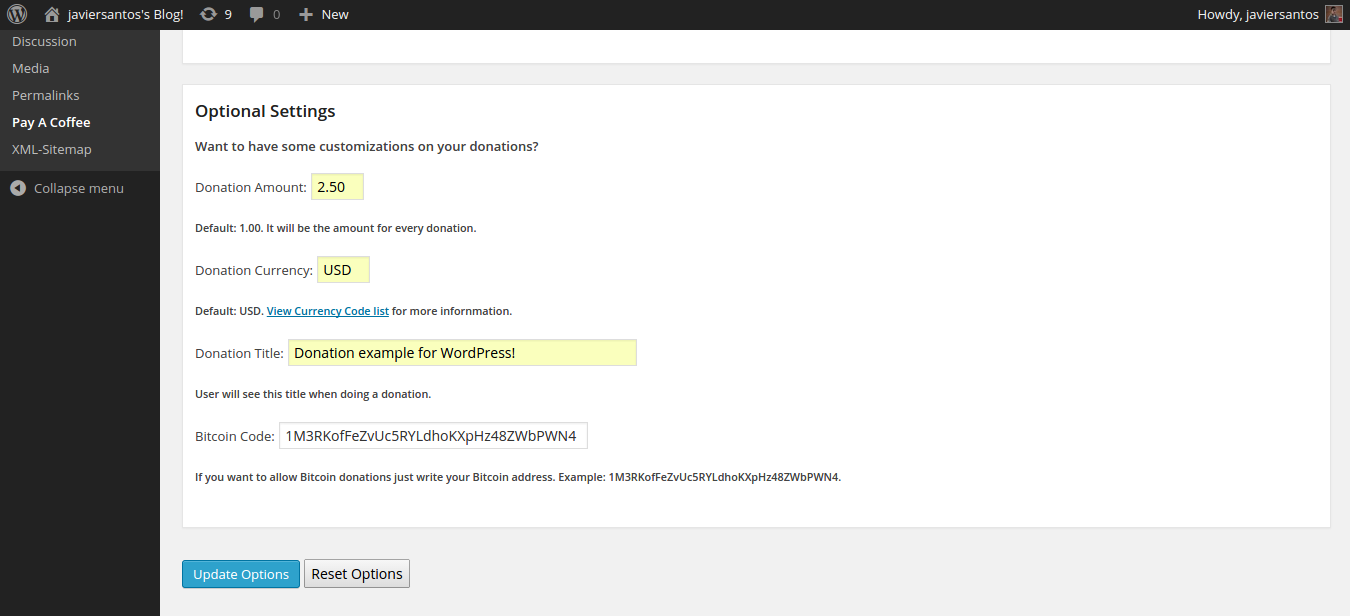 javiersantos's Blog! 9 0 New Howdy, javiersantos
Discussion
Media
Permalinks
Pay A Coffee
XML-Sitemap
Collapse menu
Optional Settings
Want to have some customizations on your donations?
Donation Amount: 2.50
Default: 1.00. It will be the amount for every donation.
Donation Currency: USD
Default: USD. View Currency Code list for more infornmation.
Donation Title: Donation example for WordPress!
User will see this title when doing a donation.
Bitcoin Code: 1M3RKofFeZvUc5RYLdhoKXpHz48ZWbPWN4
If you want to allow Bitcoin donations just write your Bitcoin address. Example: 1M3RKofFeZvUc5RYLdhoKXpHz48ZWbPWN4.
Update Options Reset Options